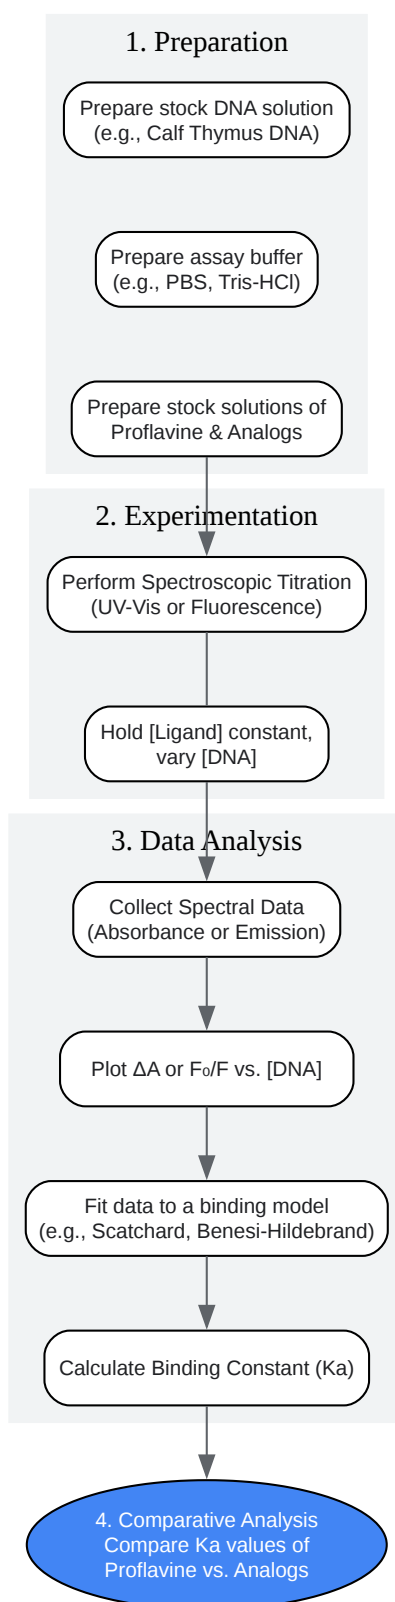 1. Preparation
Prepare stock DNA solution
(e.g., Calf Thymus DNA)
Prepare assay buffer
(e.g., PBS, Tris-HCl)
Prepare stock solutions of
Proflavine & Analogs
2. Experimentation
Perform Spectroscopic Titration
(UV-Vis or Fluorescence)
Hold [Ligand] constant,
vary [DNA]
3. Data Analysis
Collect Spectral Data
(Absorbance or Emission)
Plot ΔA or F₀/F vs. [DNA]
Fit data to a binding model
(e.g., Scatchard, Benesi-Hildebrand)
Calculate Binding Constant (Ka)
4. Comparative Analysis
Compare Ka values of
Proflavine vs. Analogs